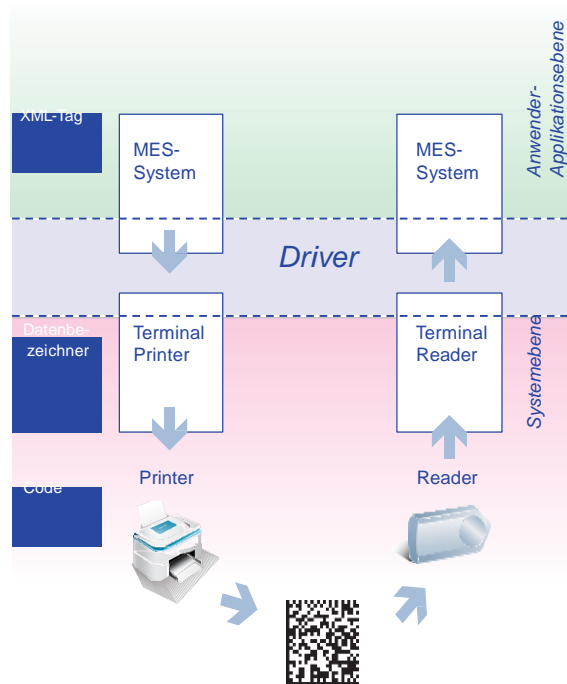 Anwender-
Applikationsebene
XML-Tag
MES-
System
MES-
System
Driver
Datenbe-
zeichner
Terminal
Printer
Terminal
Reader
Systemebene
Code
Printer
Reader